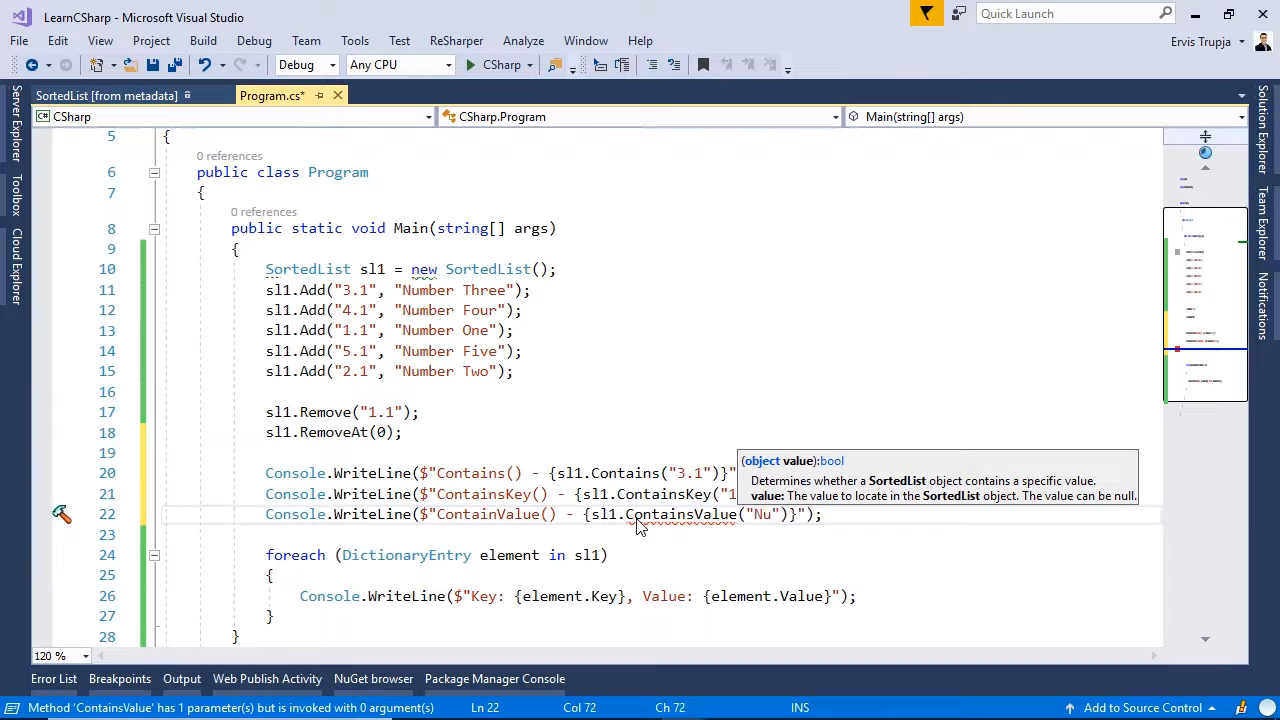 LearnCSharp - Microsoft Visual Studio
Quick Launch
File Edit View Project Build Debug Team Tools Test ReSharper Analyze Window Help
Ervis Trupja
Debug Any CPU CSharp
SortedList [from metadata] Program.cs*
CSharp CSharp.Program Main(string[] args)
Server Explorer
Toolbox
Cloud Explorer
5 {
0 references
6 public class Program
7 {
0 references
8 public static void Main(string[] args)
9 {
10 SortedList sl1 = new SortedList();
11 sl1.Add("3.1", "Number Three");
12 sl1.Add("4.1", "Number Four");
13 sl1.Add("1.1", "Number One");
14 sl1.Add("5.1", "Number Five");
15 sl1.Add("2.1", "Number Two");
16
17 sl1.Remove("1.1");
18 sl1.RemoveAt(0);
19
20 Console.WriteLine($"Contains() - {sl1.Contains("3.1")}"
21 Console.WriteLine($"ContainsKey() - {sl1.ContainsKey("1
22 Console.WriteLine($"ContainValue() - {sl1.ContainsValue("Nu")}");
(object value):bool
Determines whether a SortedList object contains a specific value.
value: The value to locate in the SortedList object. The value can be null.
23
24 foreach (DictionaryEntry element in sl1)
25 {
26 Console.WriteLine($"Key: {element.Key}, Value: {element.Value}");
27 }
28 }
Solution Explorer
Team Explorer
Notifications
120 %
Error List Breakpoints Output Web Publish Activity NuGet browser Package Manager Console
Method 'ContainsValue' has 1 parameter(s) but is invoked with 0 argument(s) Ln 22 Col 72 Ch 72 INS Add to Source Control